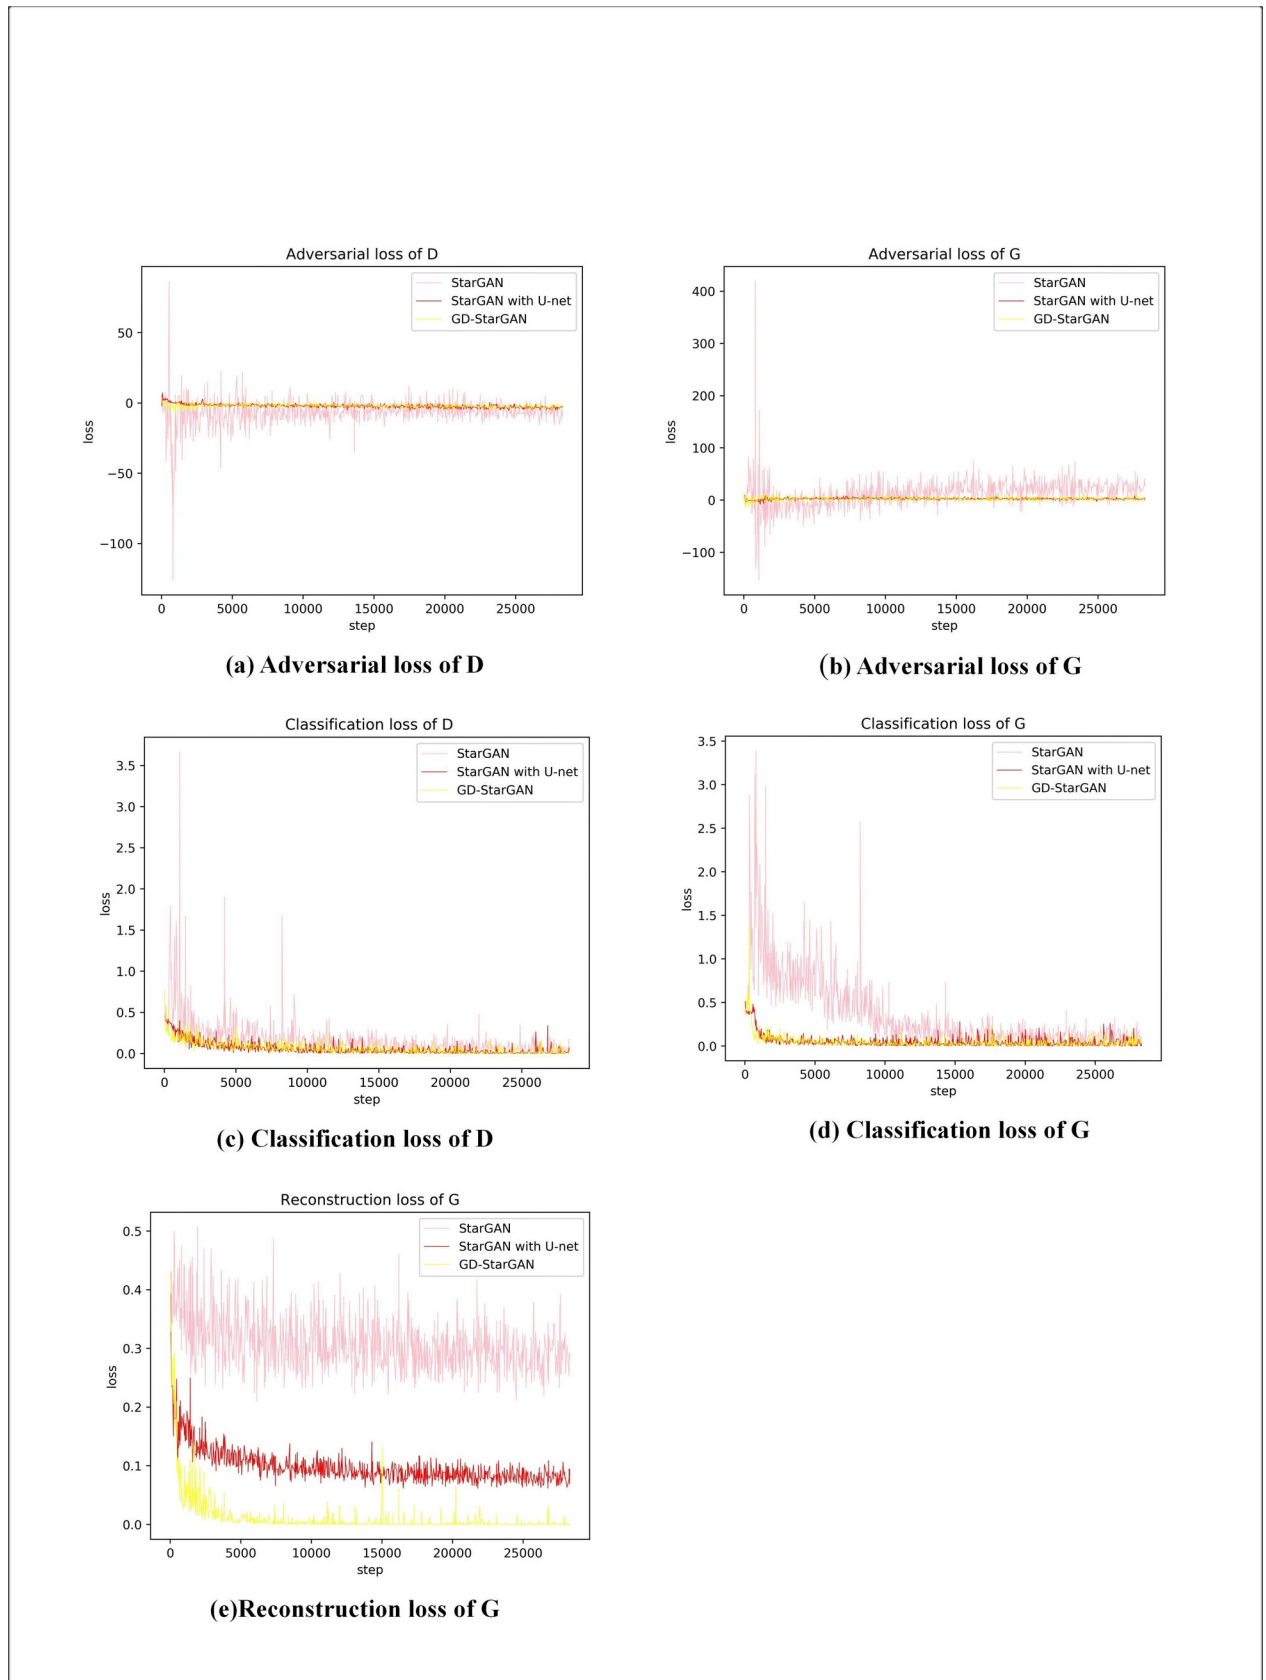 Adversarial loss of D
StarGAN
StarGAN with U-net
GD-StarGAN
50
0
−50
−100
loss
0 5000 10000 15000 20000 25000
step
(a) Adversarial loss of D
Adversarial loss of G
StarGAN
StarGAN with U-net
GD-StarGAN
400
300
200
100
0
−100
loss
0 5000 10000 15000 20000 25000
step
(b) Adversarial loss of G
Classification loss of D
StarGAN
StarGAN with U-net
GD-StarGAN
3.5
3.0
2.5
2.0
1.5
1.0
0.5
0.0
loss
0 5000 10000 15000 20000 25000
step
(c) Classification loss of D
Classification loss of G
StarGAN
StarGAN with U-net
GD-StarGAN
3.5
3.0
2.5
2.0
1.5
1.0
0.5
0.0
loss
0 5000 10000 15000 20000 25000
step
(d) Classification loss of G
Reconstruction loss of G
StarGAN
StarGAN with U-net
GD-StarGAN
0.5
0.4
0.3
0.2
0.1
0.0
loss
0 5000 10000 15000 20000 25000
step
(e)Reconstruction loss of G